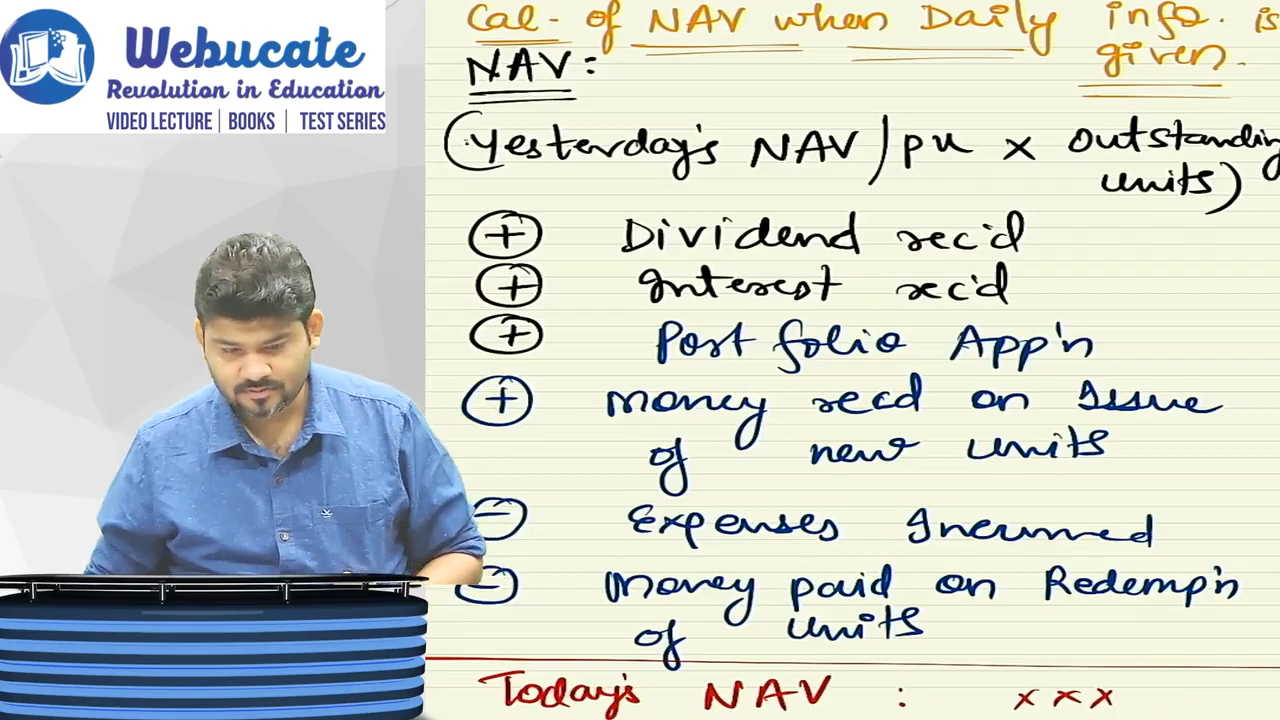 Webucate
Revolution in Education
VIDEO LECTURE | BOOKS | TEST SERIES
Cal- of NAV when Daily info. is
given.
NAV:
(Yesterday's NAV/pu × outstanding
units)
+ Dividend rec'd
+ Interest rec'd
+ Portfolio App'n
+ money recd on Issue
of new units
- Expenses Incurred
- money paid on Redemp'n
of units
Today's NAV : x x x